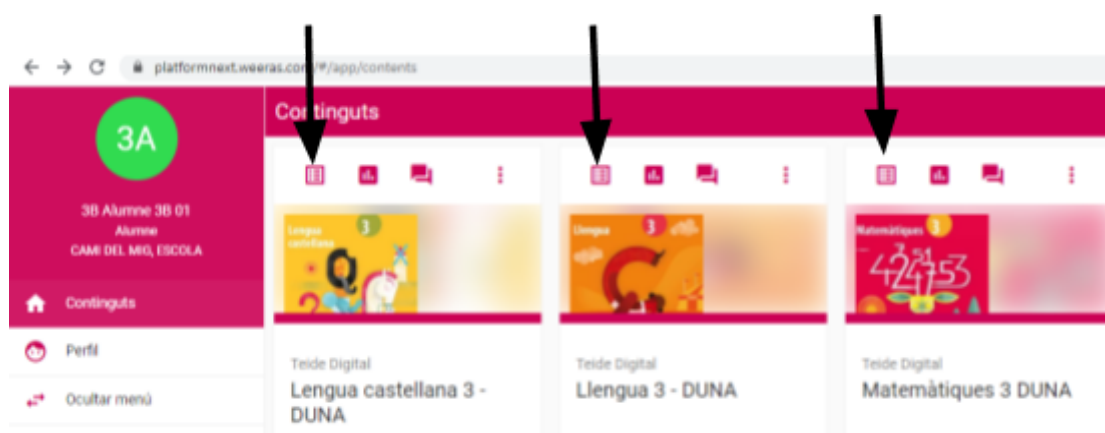 platformnext.weeras.com/#/app/contents
3A
3B Alumne 3B 01
Alumne
CAMI DEL MIG, ESCOLA
Continguts
Perfil
Ocultar menú
Continguts
Lengua
castellana
3
Teide Digital
Lengua castellana 3 -
DUNA
Llengua
3
Teide Digital
Llengua 3 - DUNA
Matemàtiques
3
Teide Digital
Matemàtiques 3 DUNA